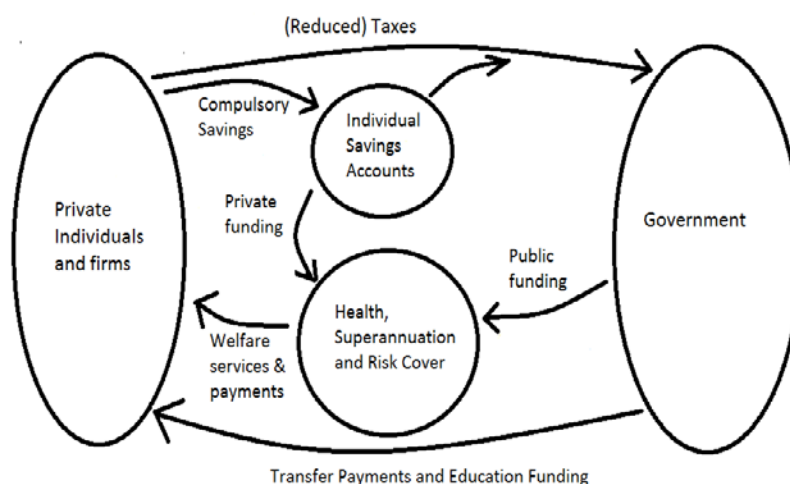 (Reduced) Taxes
Compulsory
Savings
Individual
Savings
Accounts
Private
Individuals
and firms
Private
funding
Government
Public
funding
Health,
Superannuation
and Risk Cover
Welfare
services &
payments
Transfer Payments and Education Funding